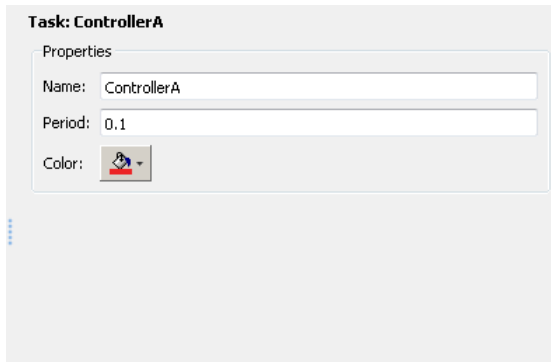 Task: ControllerA
Properties
Name: ControllerA
Period: 0.1
Color: